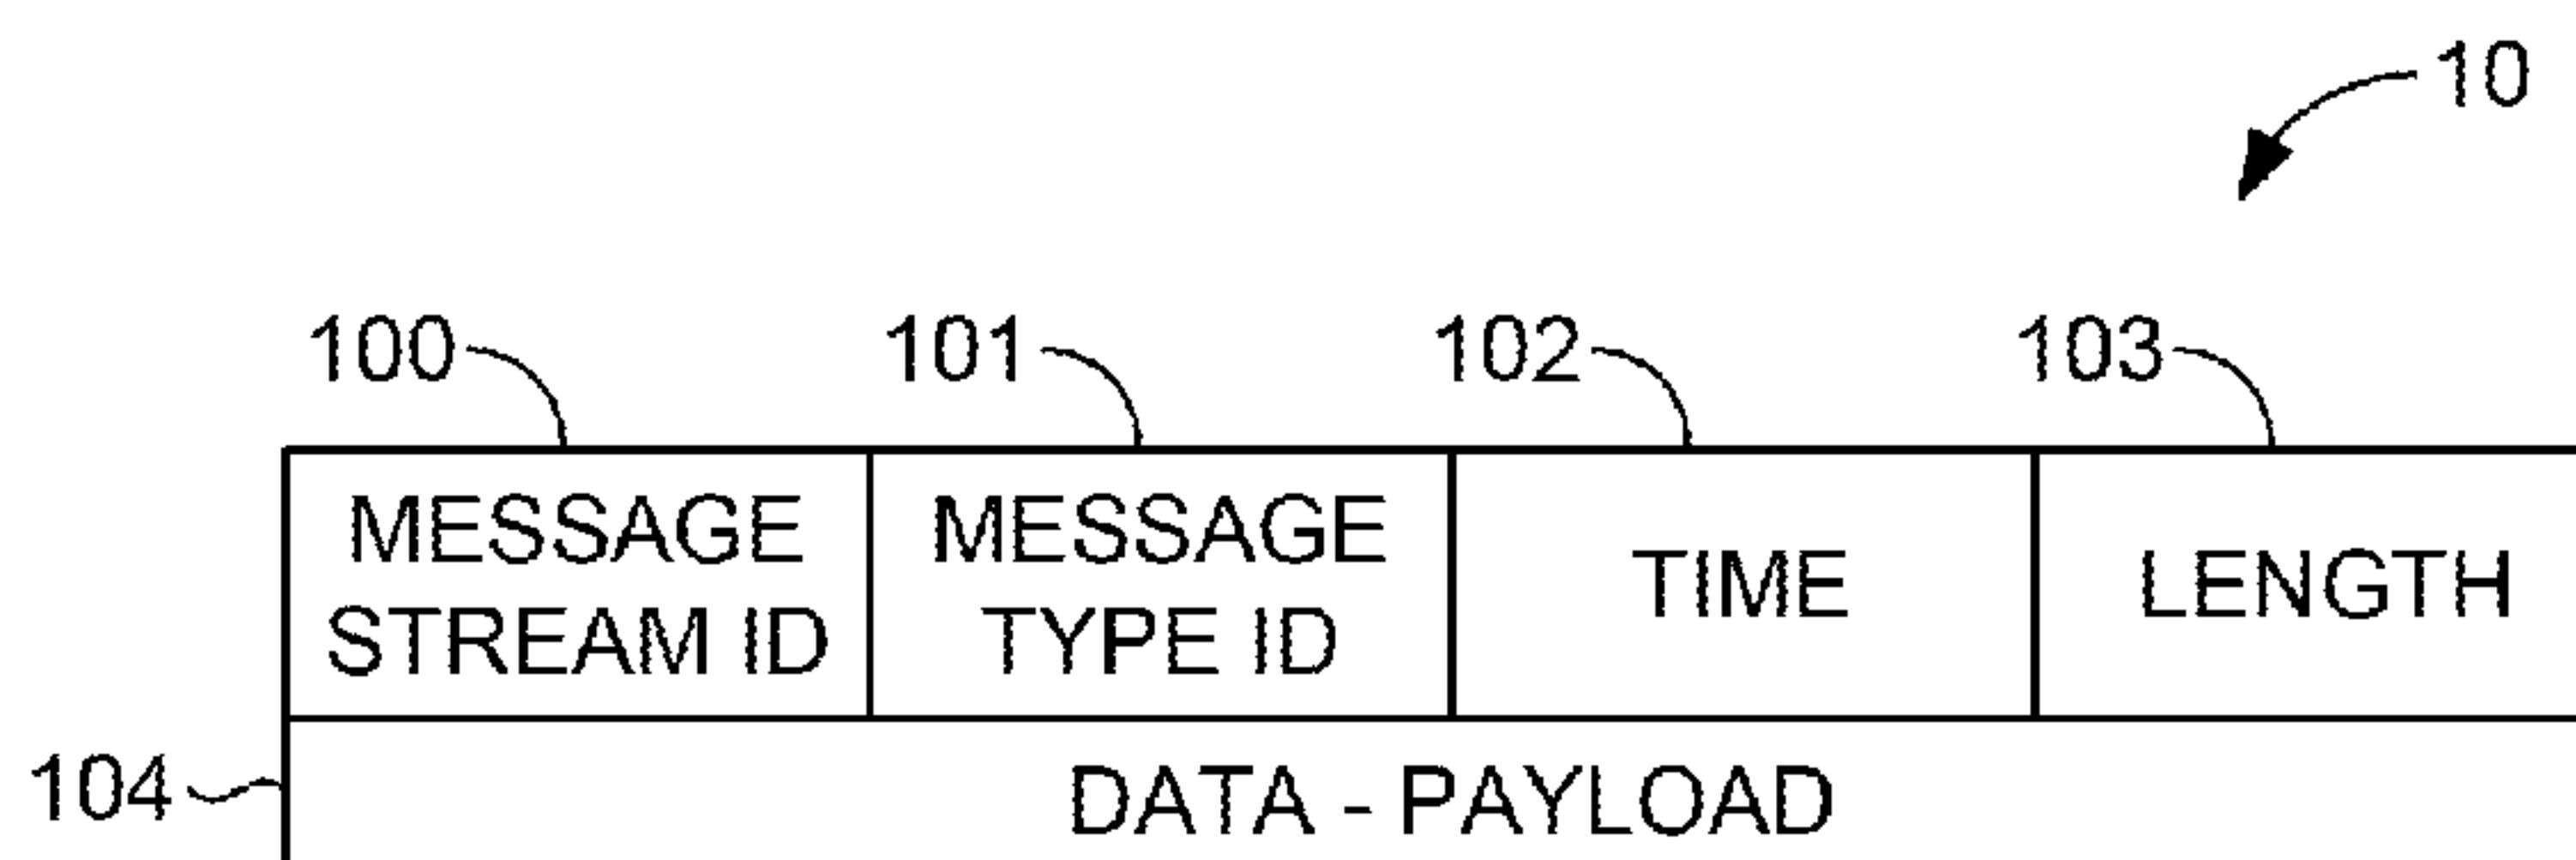 10
100 101 102 103
MESSAGE STREAM ID
MESSAGE TYPE ID
TIME
LENGTH
104
DATA - PAYLOAD